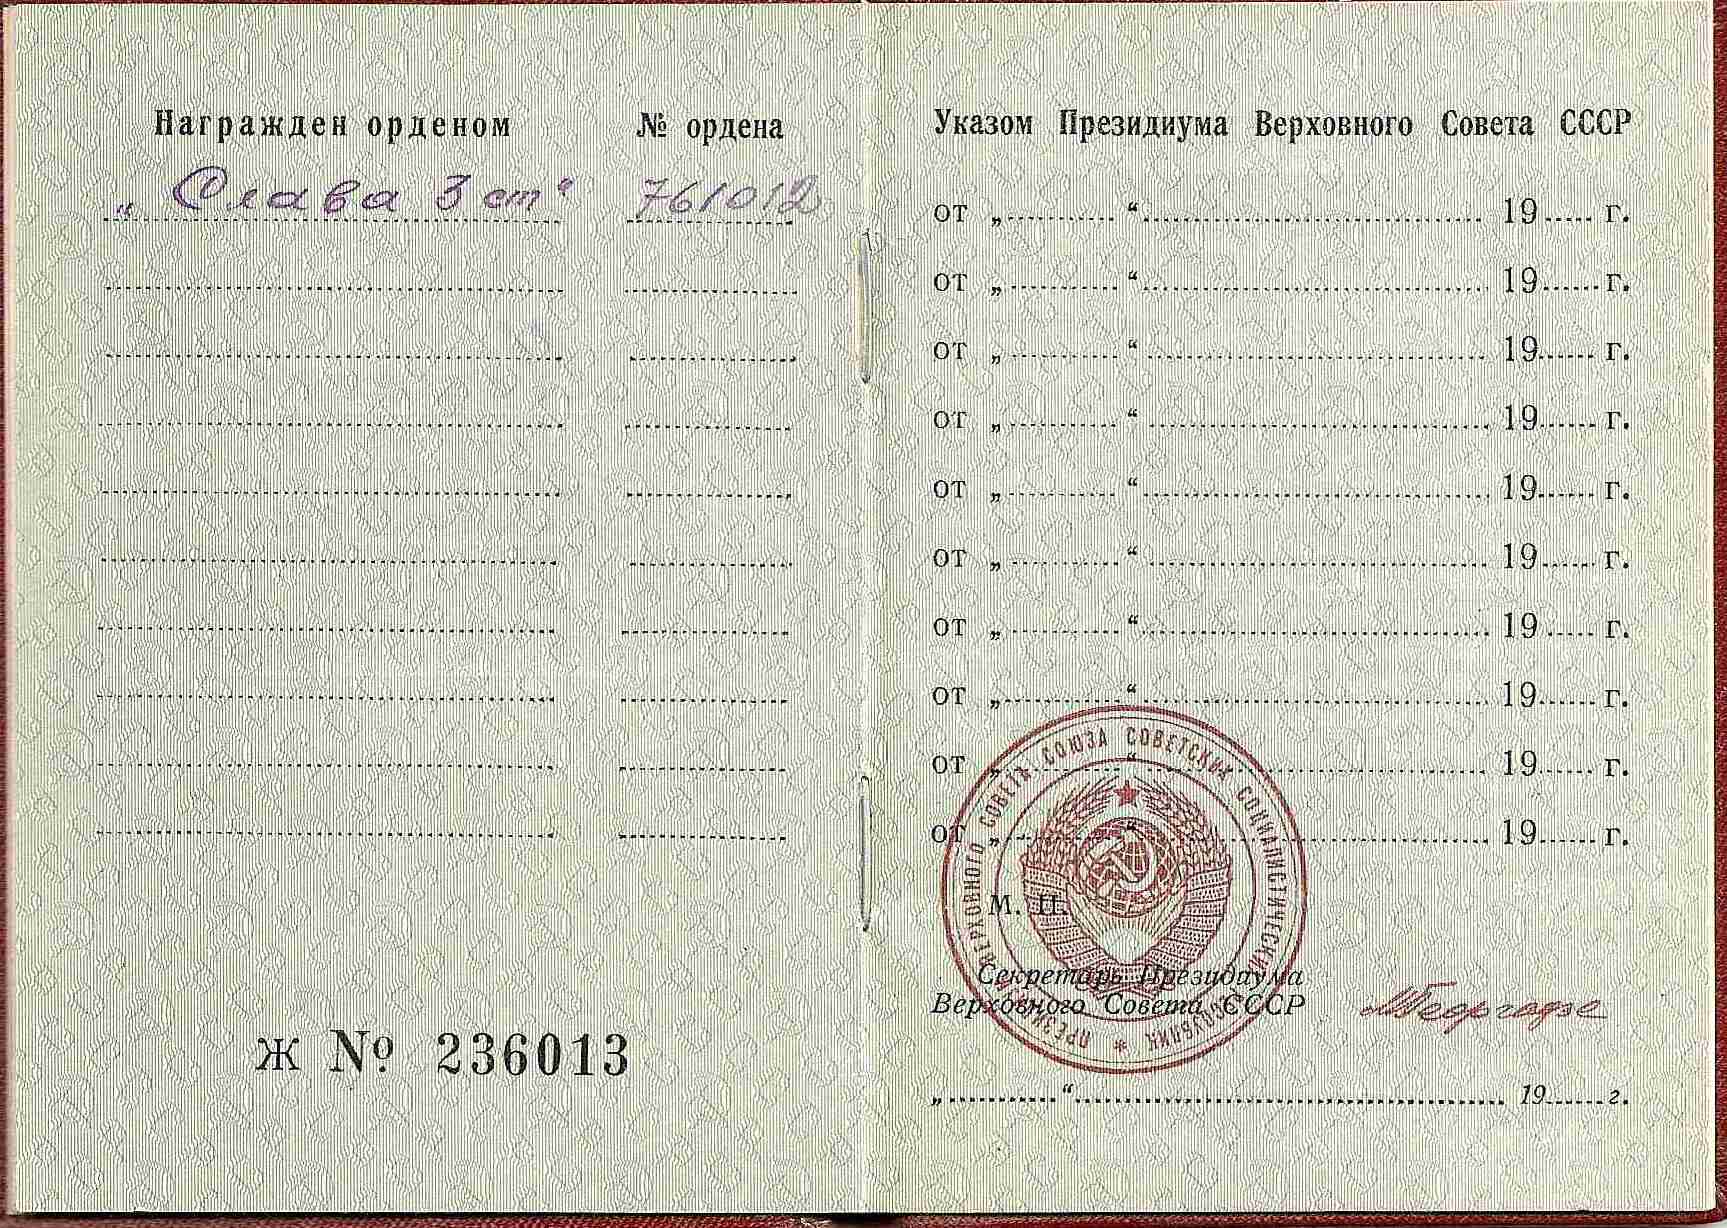 Награжден орденом № ордена
„ Слава 3 ст “ 761012
Ж № 236013
Указом Президиума Верховного Совета СССР
от „ “ 19 г.
от „ “ 19 г.
от „ “ 19 г.
от „ “ 19 г.
от „ “ 19 г.
от „ “ 19 г.
от „ “ 19 г.
от „ “ 19 г.
от „ “ 19 г.
от „ “ 19 г.
М. П.
ПРЕЗИДИУМ ВЕРХОВНОГО СОВЕТА СОЮЗА СОВЕТСКИХ СОЦИАЛИСТИЧЕСКИХ РЕСПУБЛИК *
Секретарь Президиума
Верховного Совета СССР МГеоргадзе
„ “ 19 г.